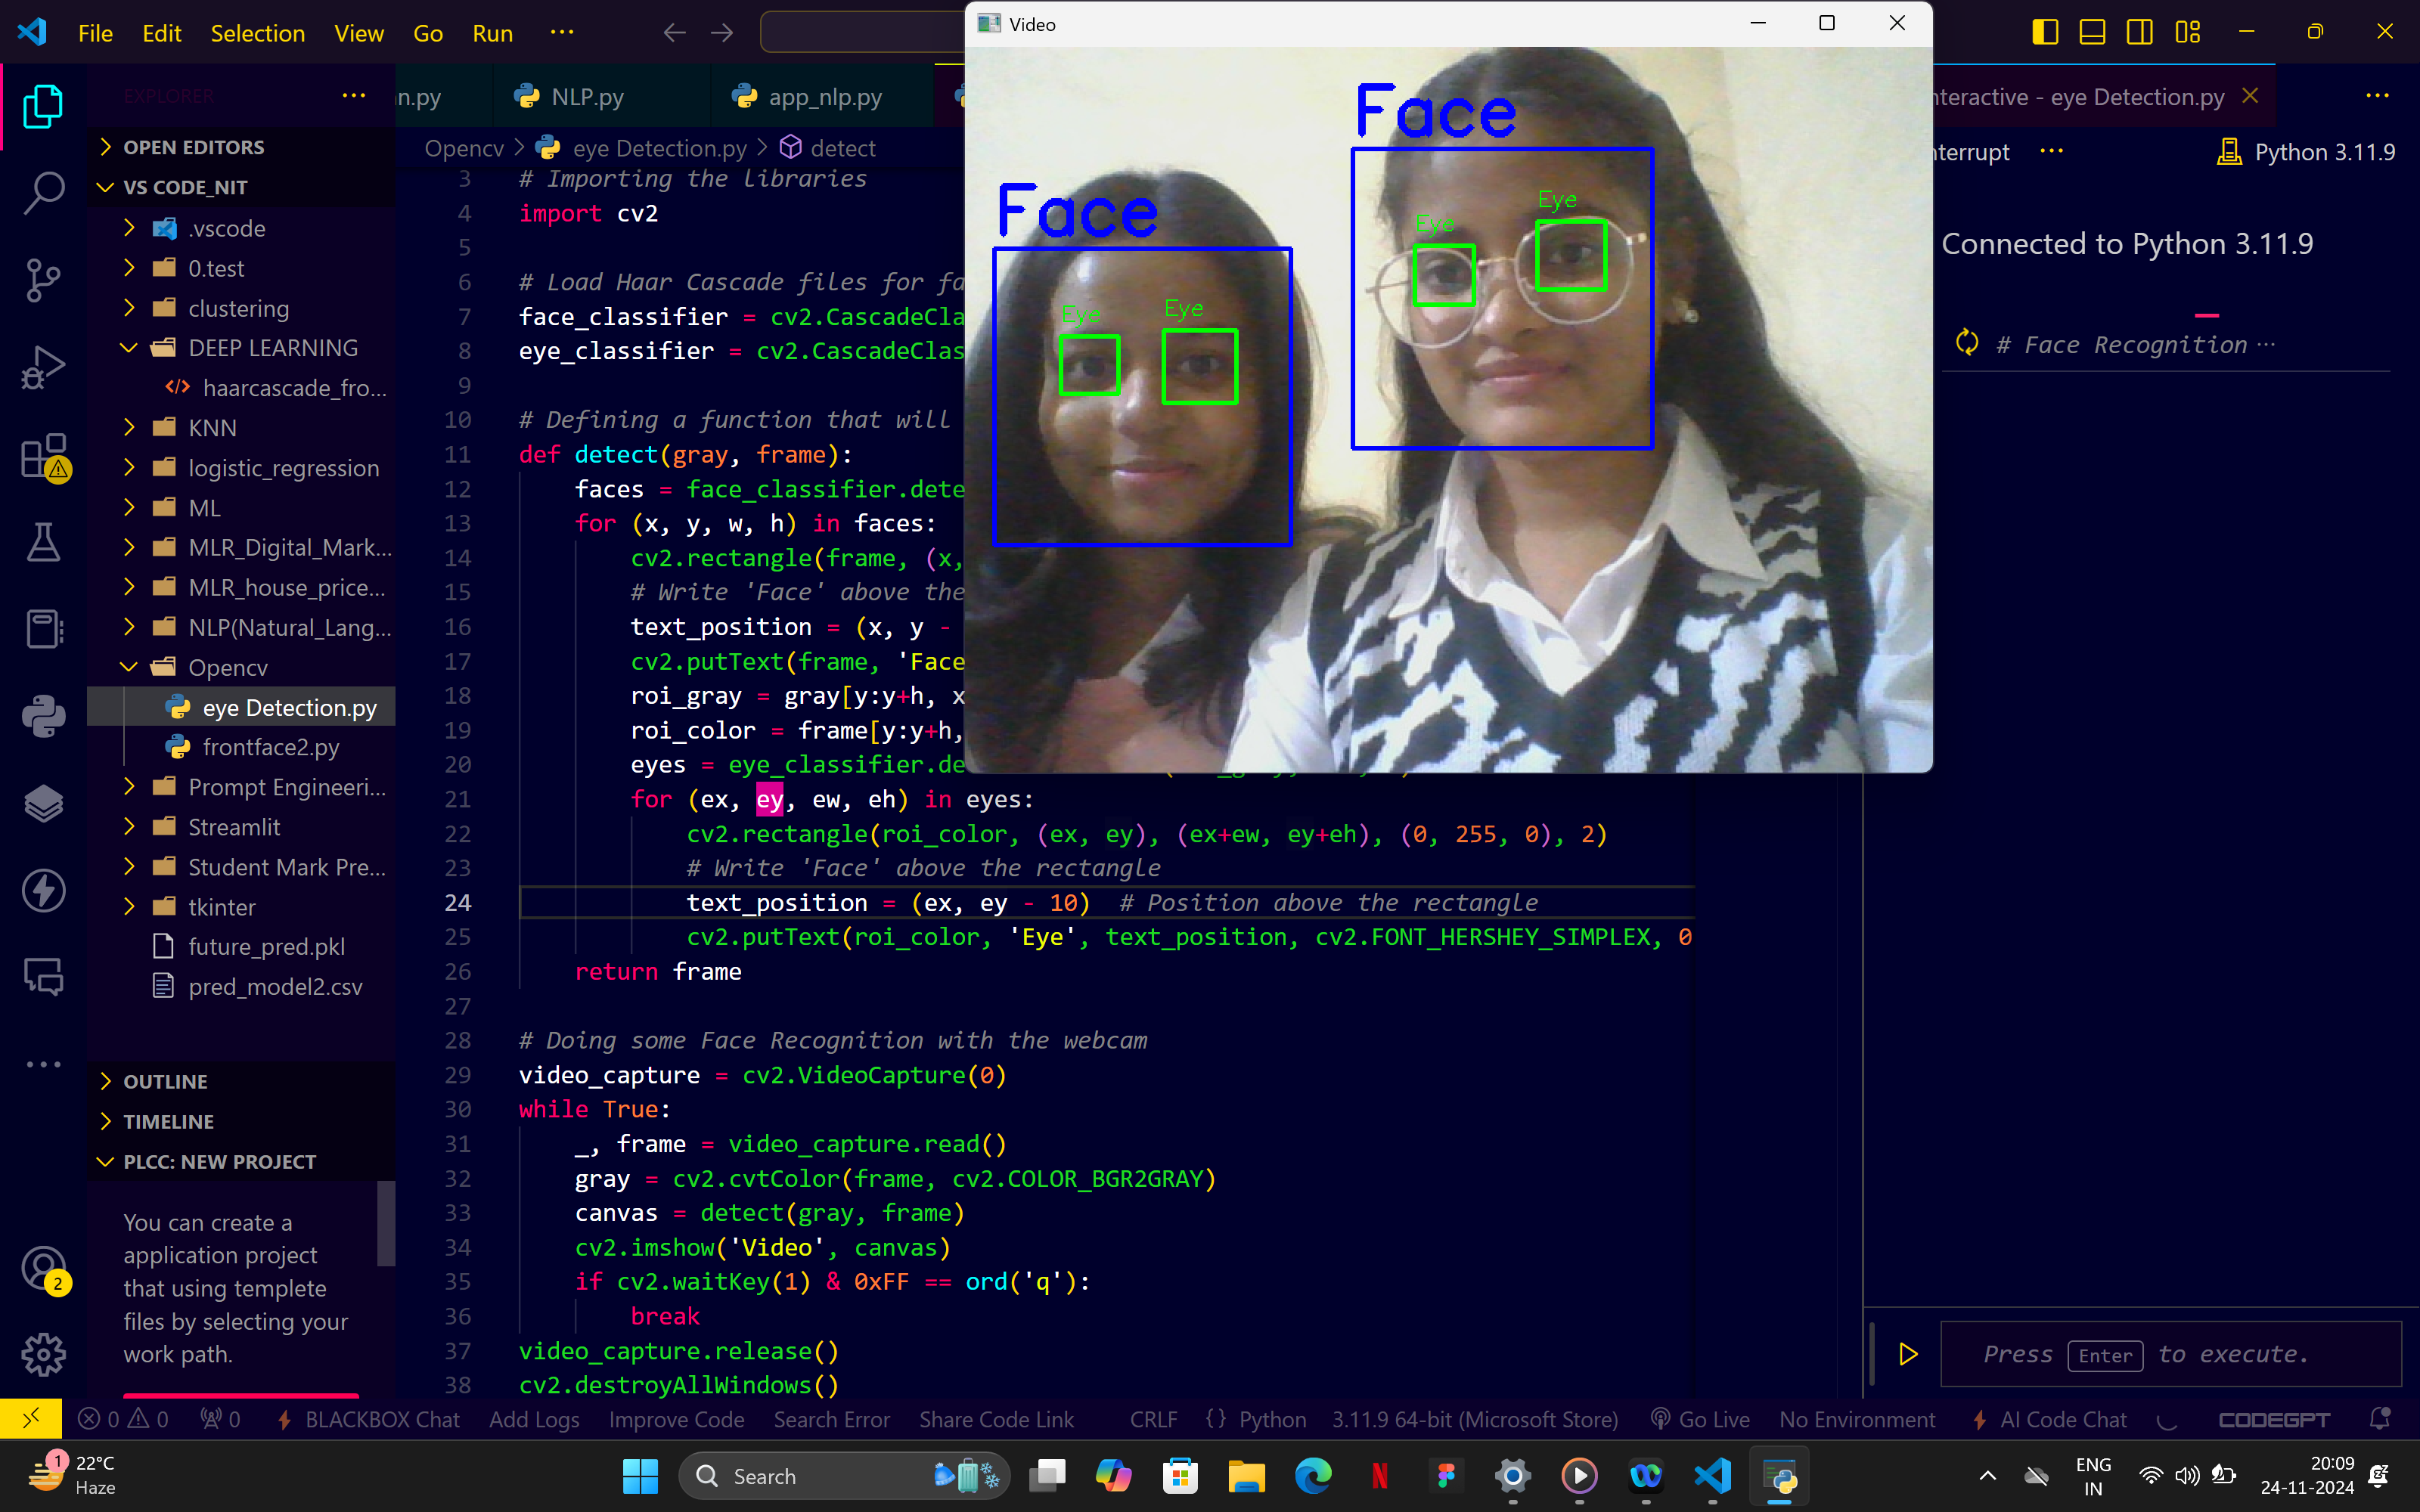 File Edit Selection View Go Run ···
EXPLORER ···
OPEN EDITORS
VS CODE_NIT
.vscode
0.test
clustering
DEEP LEARNING
haarcascade_fro...
KNN
logistic_regression
ML
MLR_Digital_Mark...
MLR_house_price...
NLP(Natural_Lang...
Opencv
eye Detection.py
frontface2.py
Prompt Engineeri...
Streamlit
Student Mark Pre...
tkinter
future_pred.pkl
pred_model2.csv
OUTLINE
TIMELINE
PLCC: NEW PROJECT
You can create a
application project
that using templete
files by selecting your
work path.
2
n.py NLP.py app_nlp.py
Opencv > eye Detection.py > detect
3 # Importing the libraries
4 import cv2
5
6 # Load Haar Cascade files for fa
7 face_classifier = cv2.CascadeCla
8 eye_classifier = cv2.CascadeClas
9
10 # Defining a function that will
11 def detect(gray, frame):
12 faces = face_classifier.dete
13 for (x, y, w, h) in faces:
14 cv2.rectangle(frame, (x,
15 # Write 'Face' above the
16 text_position = (x, y -
17 cv2.putText(frame, 'Face
18 roi_gray = gray[y:y+h, x
19 roi_color = frame[y:y+h,
20 eyes = eye_classifier.de
21 for (ex, ey, ew, eh) in eyes:
22 cv2.rectangle(roi_color, (ex, ey), (ex+ew, ey+eh), (0, 255, 0), 2)
23 # Write 'Face' above the rectangle
24 text_position = (ex, ey - 10) # Position above the rectangle
25 cv2.putText(roi_color, 'Eye', text_position, cv2.FONT_HERSHEY_SIMPLEX, 0
26 return frame
27
28 # Doing some Face Recognition with the webcam
29 video_capture = cv2.VideoCapture(0)
30 while True:
31 _, frame = video_capture.read()
32 gray = cv2.cvtColor(frame, cv2.COLOR_BGR2GRAY)
33 canvas = detect(gray, frame)
34 cv2.imshow('Video', canvas)
35 if cv2.waitKey(1) & 0xFF == ord('q'):
36 break
37 video_capture.release()
38 cv2.destroyAllWindows()
Video
Face
Face
Eye
Eye
Eye
Eye
nteractive - eye Detection.py ···
nterrupt ··· Python 3.11.9
Connected to Python 3.11.9
# Face Recognition ···
Press Enter to execute.
0 0 0 BLACKBOX Chat Add Logs Improve Code Search Error Share Code Link CRLF {} Python 3.11.9 64-bit (Microsoft Store) Go Live No Environment AI Code Chat CODEGPT
1 22°C
Haze
Search
N
ENG
IN
20:09
24-11-2024